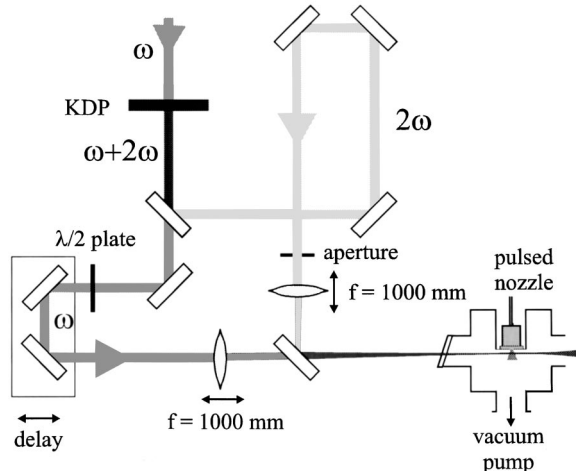 ω
KDP
ω+2ω
2ω
λ/2 plate
aperture
pulsed
nozzle
f = 1000 mm
ω
f = 1000 mm
delay
vacuum
pump